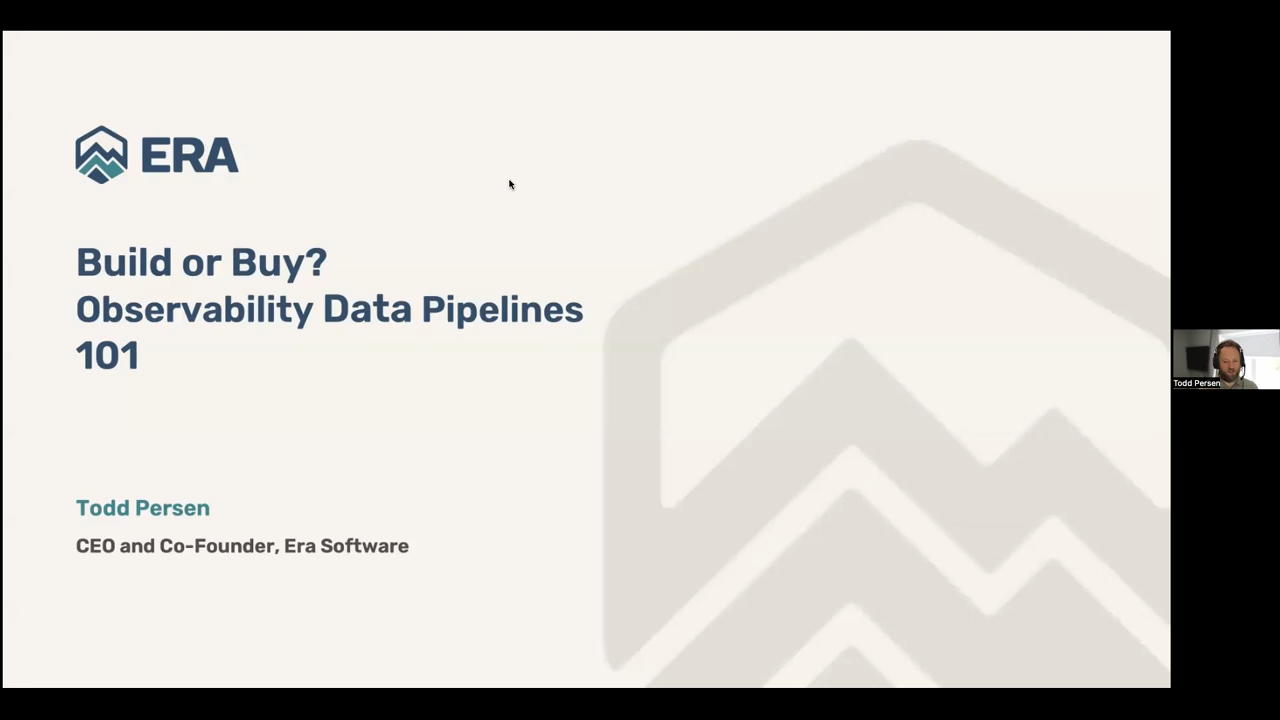 ERA
Build or Buy?
Observability Data Pipelines
101
Todd Persen
CEO and Co-Founder, Era Software
Todd Persen